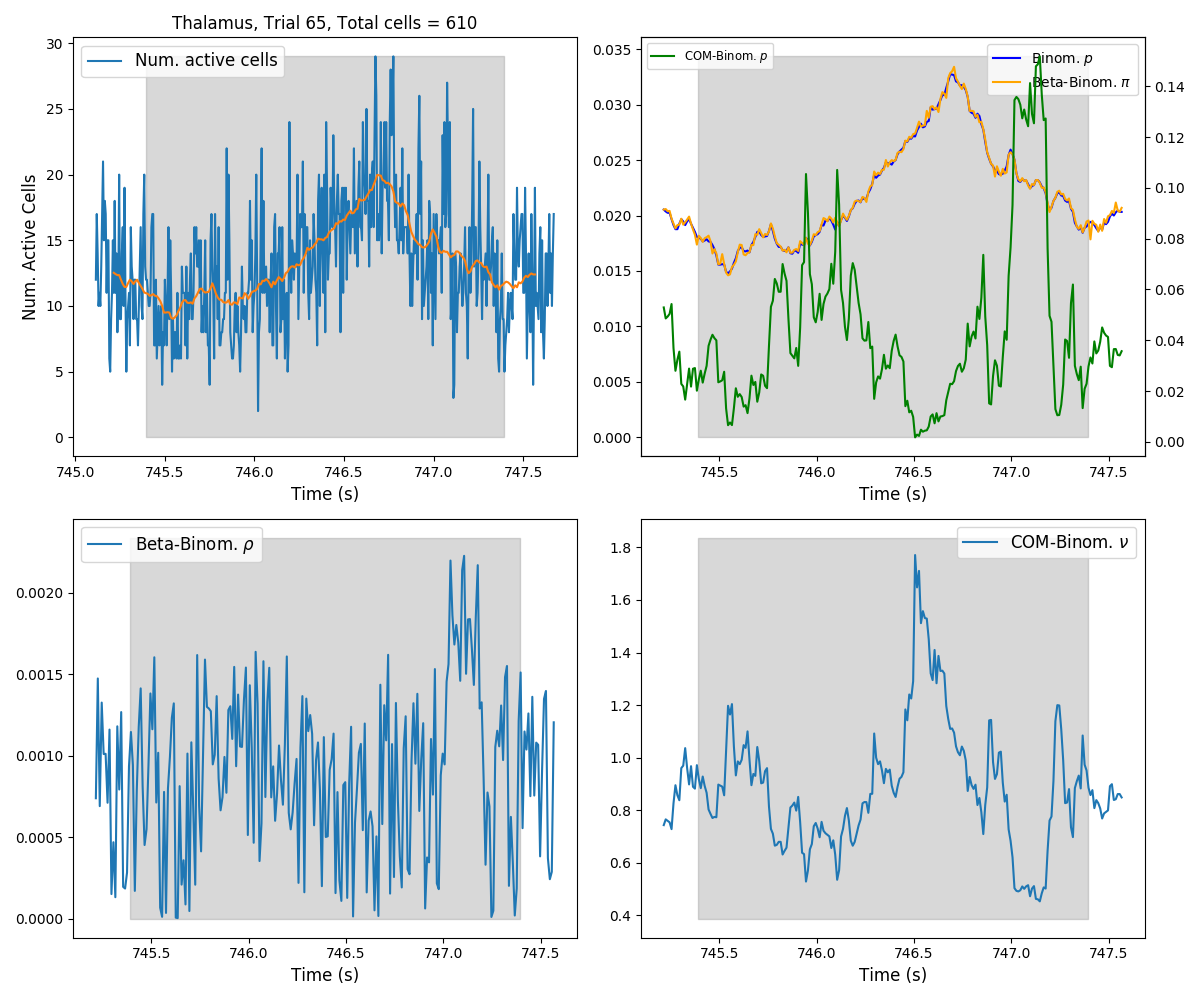 Thalamus, Trial 65, Total cells = 610
Num. active cells
Num. Active Cells
30
25
20
15
10
5
0
745.0 745.5 746.0 746.5 747.0 747.5
Time (s)
COM-Binom. p
Binom. p
Beta-Binom. π
0.035
0.030
0.025
0.020
0.015
0.010
0.005
0.000
0.14
0.12
0.10
0.08
0.06
0.04
0.02
0.00
745.5 746.0 746.5 747.0 747.5
Time (s)
Beta-Binom. ρ
0.0020
0.0015
0.0010
0.0005
0.0000
745.5 746.0 746.5 747.0 747.5
Time (s)
COM-Binom. ν
1.8
1.6
1.4
1.2
1.0
0.8
0.6
0.4
745.5 746.0 746.5 747.0 747.5
Time (s)